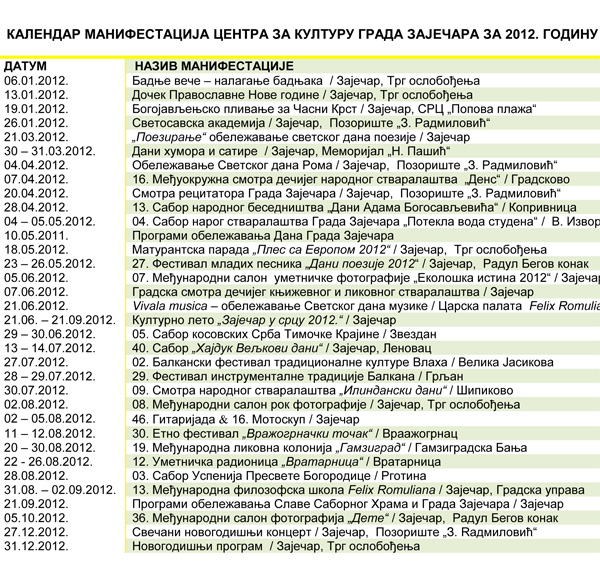 КАЛЕНДАР МАНИФЕСТАЦИЈА ЦЕНТРА ЗА КУЛТУРУ ГРАДА ЗАЈЕЧАРА ЗА 2012. ГОДИНУ
ДАТУМ НАЗИВ МАНИФЕСТАЦИЈЕ
06.01.2012. Бадње вече – налагање бадњака / Зајечар, Трг ослобођења
13.01.2012. Дочек Православне Нове године / Зајечар, Трг ослобођења
19.01.2012. Богојављењско пливање за Часни Крст / Зајечар, СРЦ „Попова плажа“
26.01.2012. Светосавска академија / Зајечар, Позориште „З. Радмиловић“
21.03.2012. „Поезирање“ обележавање светског дана поезије / Зајечар
30 – 31.03.2012. Дани хумора и сатире / Зајечар, Меморијал „Н. Пашић“
04.04.2012. Обележавање Светског дана Рома / Зајечар, Позориште „З. Радмиловић“
07.04.2012. 16. Међуокружна смотра дечијег народног стваралаштва „Денс“ / Градсково
20.04.2012. Смотра рецитатора Града Зајечара / Зајечар, Позориште „З. Радмиловић“
28.04.2012. 13. Сабор народног беседништва „Дани Адама Богосављевића“ / Копривница
04 – 05.05.2012. 04. Сабор нарог стваралаштва Града Зајечара „Потекла вода студена“ / В. Извор
10.05.2011. Програми обележавања Дана Града Зајечара
18.05.2012. Матурантска парада „Плес са Европом 2012“ / Зајечар, Трг ослобођења
23 – 26.05.2012. 27. Фестивал младих песника „Дани поезије 2012“ / Зајечар, Радул Бегов конак
05.06.2012. 07. Међународни салон уметничке фотографије „Еколошка истина 2012“ / Зајечар
07.06.2012. Градска смотра дечијег књижевног и ликовног стваралаштва / Зајечар
21.06.2012. Vivala musica – обележавање Светског дана музике / Царска палата Felix Romulia
21.06. – 21.09.2012. Културно лето „Зајечар у срцу 2012.“ / Зајечар
29 – 30.06.2012. 05. Сабор косовских Срба Тимочке Крајине / Звездан
13 – 14.07.2012. 40. Сабор „Хајдук Вељкови дани“ / Зајечар, Леновац
27.07.2012. 02. Балкански фестивал традиционалне културе Влаха / Велика Јасикова
28 – 29.07.2012. 29. Фестивал инструменталне традиције Балкана / Грљан
30.07.2012. 09. Смотра народног стваралаштва „Илиндански дани“ / Шипиково
02.08.2012. 08. Међународни салон рок фотографије / Зајечар, Трг ослобођења
02 – 05.08.2012. 46. Гитаријада & 16. Мотоскуп / Зајечар
11 – 12.08.2012. 30. Етно фестивал „Вражогрначки точак“ / Враажогрнац
20 – 30.08.2012. 19. Међународна ликовна колонија „Гамзиград“ / Гамзиградска Бања
22 - 26.08.2012. 12. Уметничка радионица „Вратарница“ / Вратарница
28.08.2012. 03. Сабор Успенија Пресвете Богородице / Рготина
31.08. – 02.09.2012. 13. Међународна филозофска школа Felix Romuliana / Зајечар, Градска управа
21.09.2012. Програми обележавања Славе Саборног Храма и Града Зајечара / Зајечар
05.10.2012. 36. Међународни салон фотографија „Дете“ / Зајечар, Радул Бегов конак
27.12.2012. Свечани новогодишњи концерт / Зајечар, Позориште „З. Rадмиловић“
31.12.2012. Новогодишњи програм / Зајечар, Трг ослобођења